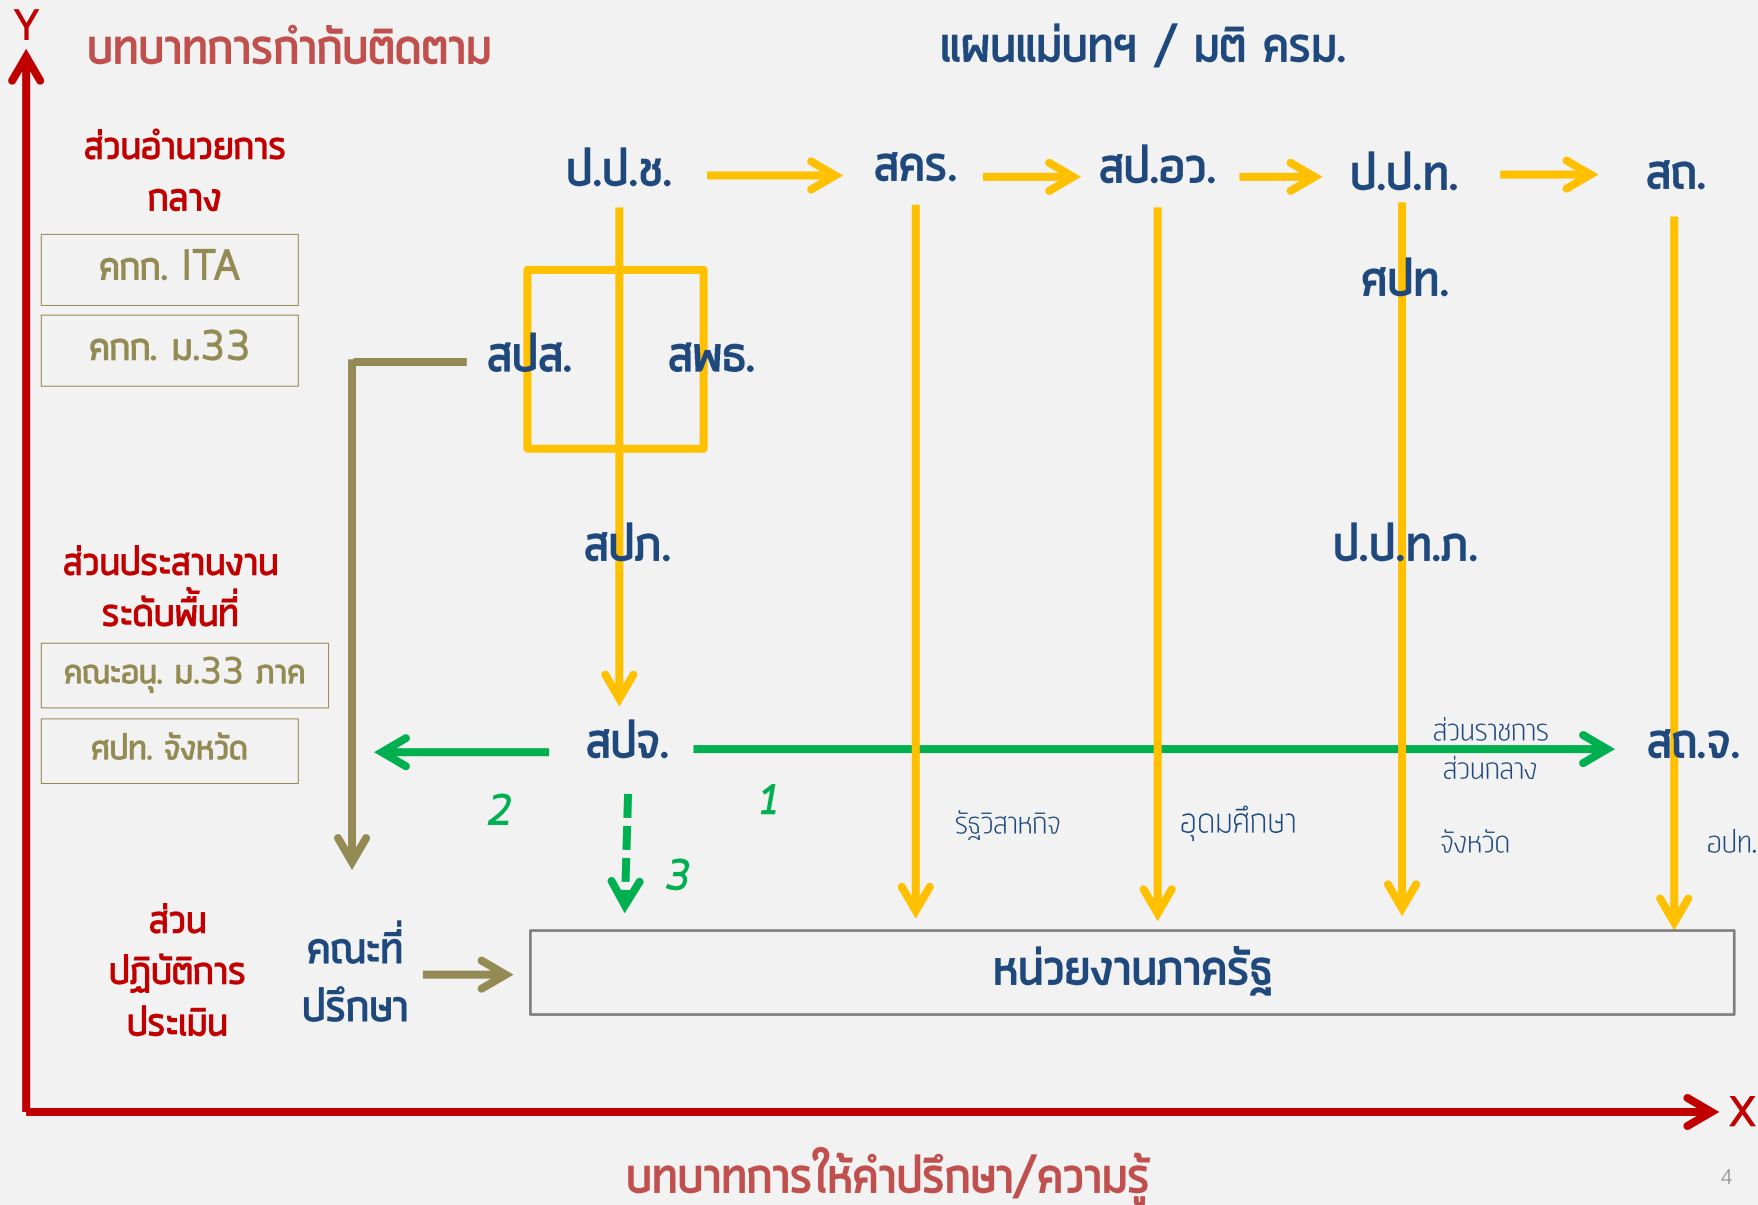 Y
บทบาทการกำกับติดตาม
แผนแม่บทฯ / มติ ครม.
ส่วนอำนวยการ
กลาง
ป.ป.ช.
สคร.
สป.อว.
ป.ป.ท.
สถ.
คกก. ITA
ศปท.
คกก. ม.33
สปส.
สพธ.
ส่วนประสานงาน
ระดับพื้นที่
สปภ.
ป.ป.ท.ภ.
คณะอนุ. ม.33 ภาค
ศปท. จังหวัด
สปจ.
ส่วนราชการ
ส่วนกลาง
สถ.จ.
2
1
3
รัฐวิสาหกิจ
อุดมศึกษา
จังหวัด
อปท.
ส่วน
ปฏิบัติการ
ประเมิน
คณะที่
ปรึกษา
หน่วยงานภาครัฐ
X
บทบาทการให้คำปรึกษา/ความรู้
4